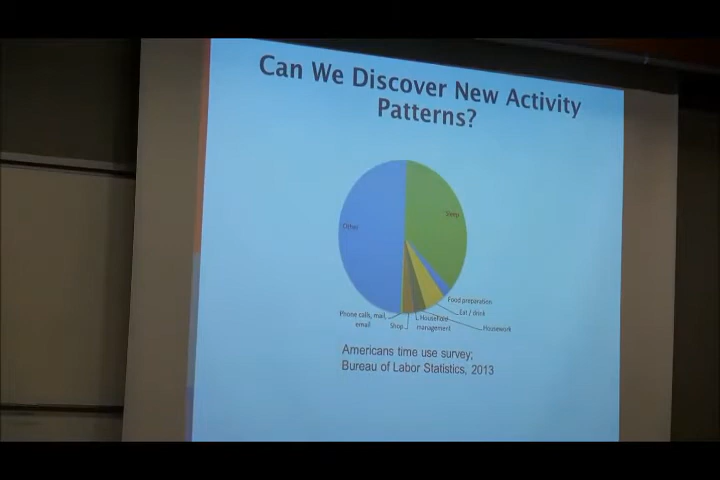 Can We Discover New Activity
Patterns?
Sleep
Other
Food preparation
Eat / drink
Phone calls, mail,
email
Shop
Household
management
Housework
Americans time use survey;
Bureau of Labor Statistics, 2013